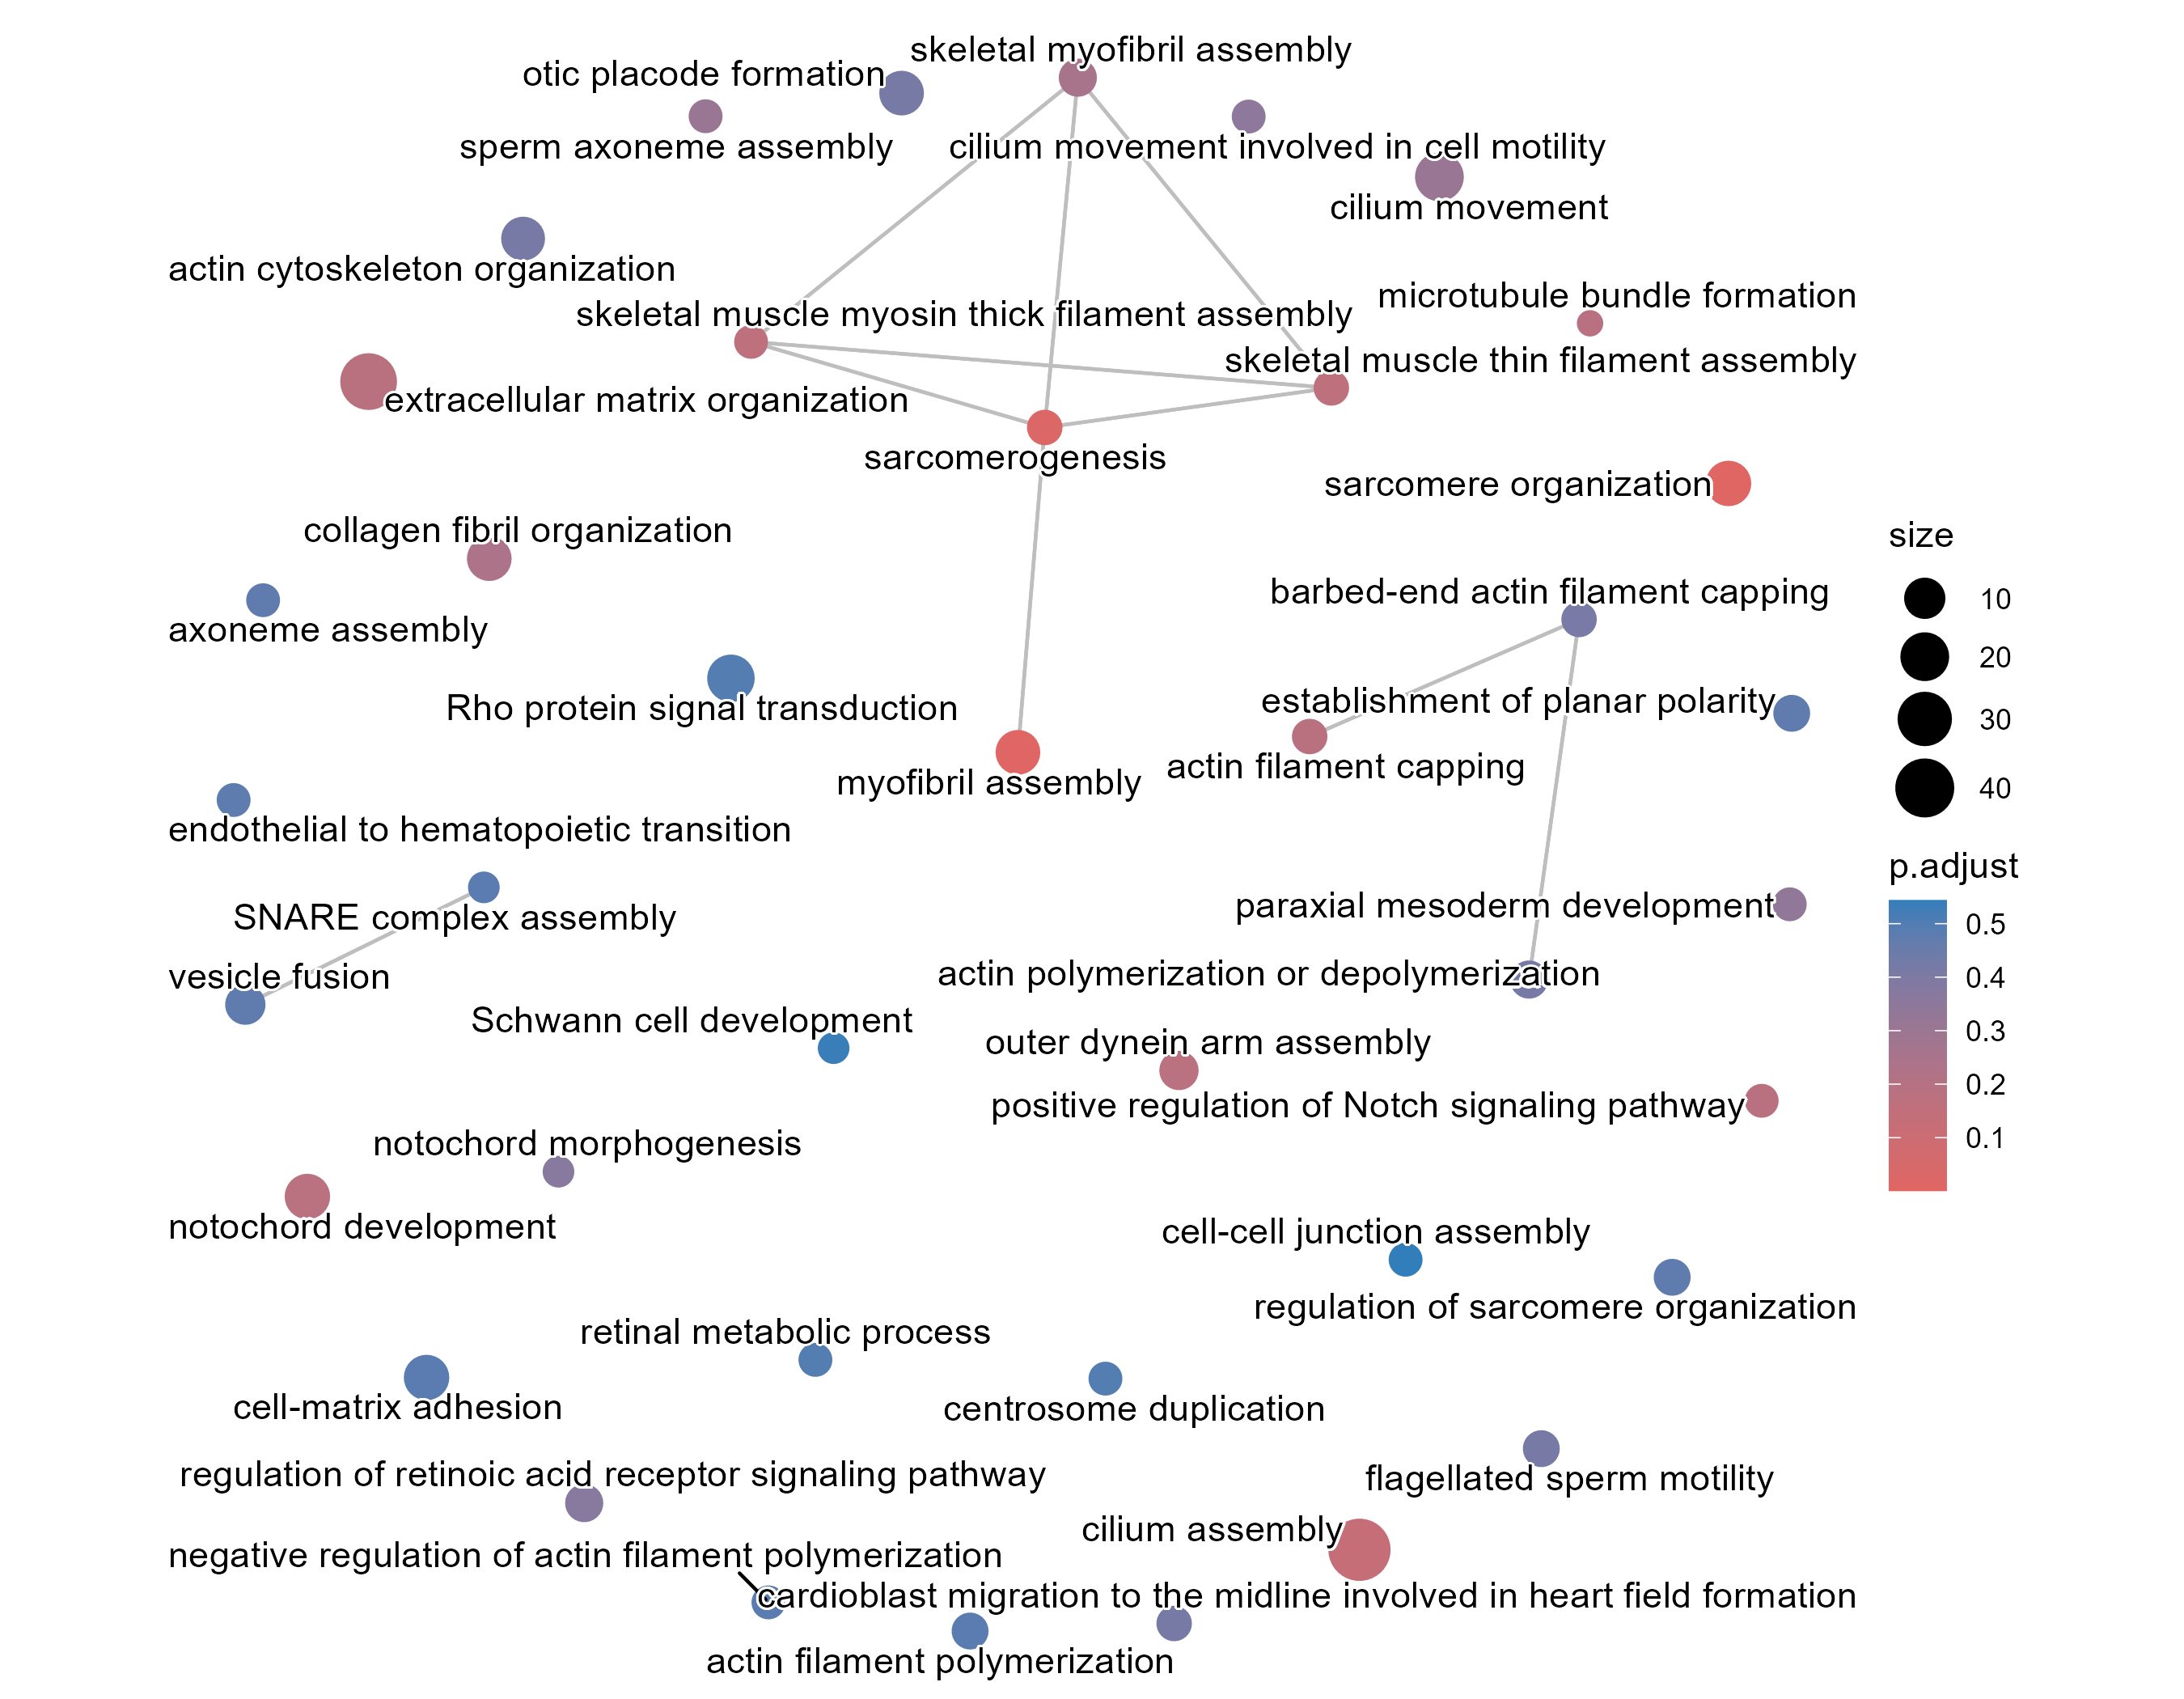 skeletal myofibril assembly
otic placode formation
sperm axoneme assembly
cilium movement involved in cell motility
cilium movement
actin cytoskeleton organization
microtubule bundle formation
skeletal muscle myosin thick filament assembly
skeletal muscle thin filament assembly
extracellular matrix organization
sarcomerogenesis
sarcomere organization
collagen fibril organization
size
barbed-end actin filament capping
10
axoneme assembly
20
establishment of planar polarity
Rho protein signal transduction
30
actin filament capping
myofibril assembly
40
endothelial to hematopoietic transition
p.adjust
paraxial mesoderm development
SNARE complex assembly
0.5
vesicle fusion
actin polymerization or depolymerization
0.4
Schwann cell development
0.3
outer dynein arm assembly
0.2
positive regulation of Notch signaling pathway
0.1
notochord morphogenesis
notochord development
cell-cell junction assembly
regulation of sarcomere organization
retinal metabolic process
cell-matrix adhesion
centrosome duplication
regulation of retinoic acid receptor signaling pathway
flagellated sperm motility
cilium assembly
negative regulation of actin filament polymerization
cardioblast migration to the midline involved in heart field formation
actin filament polymerization